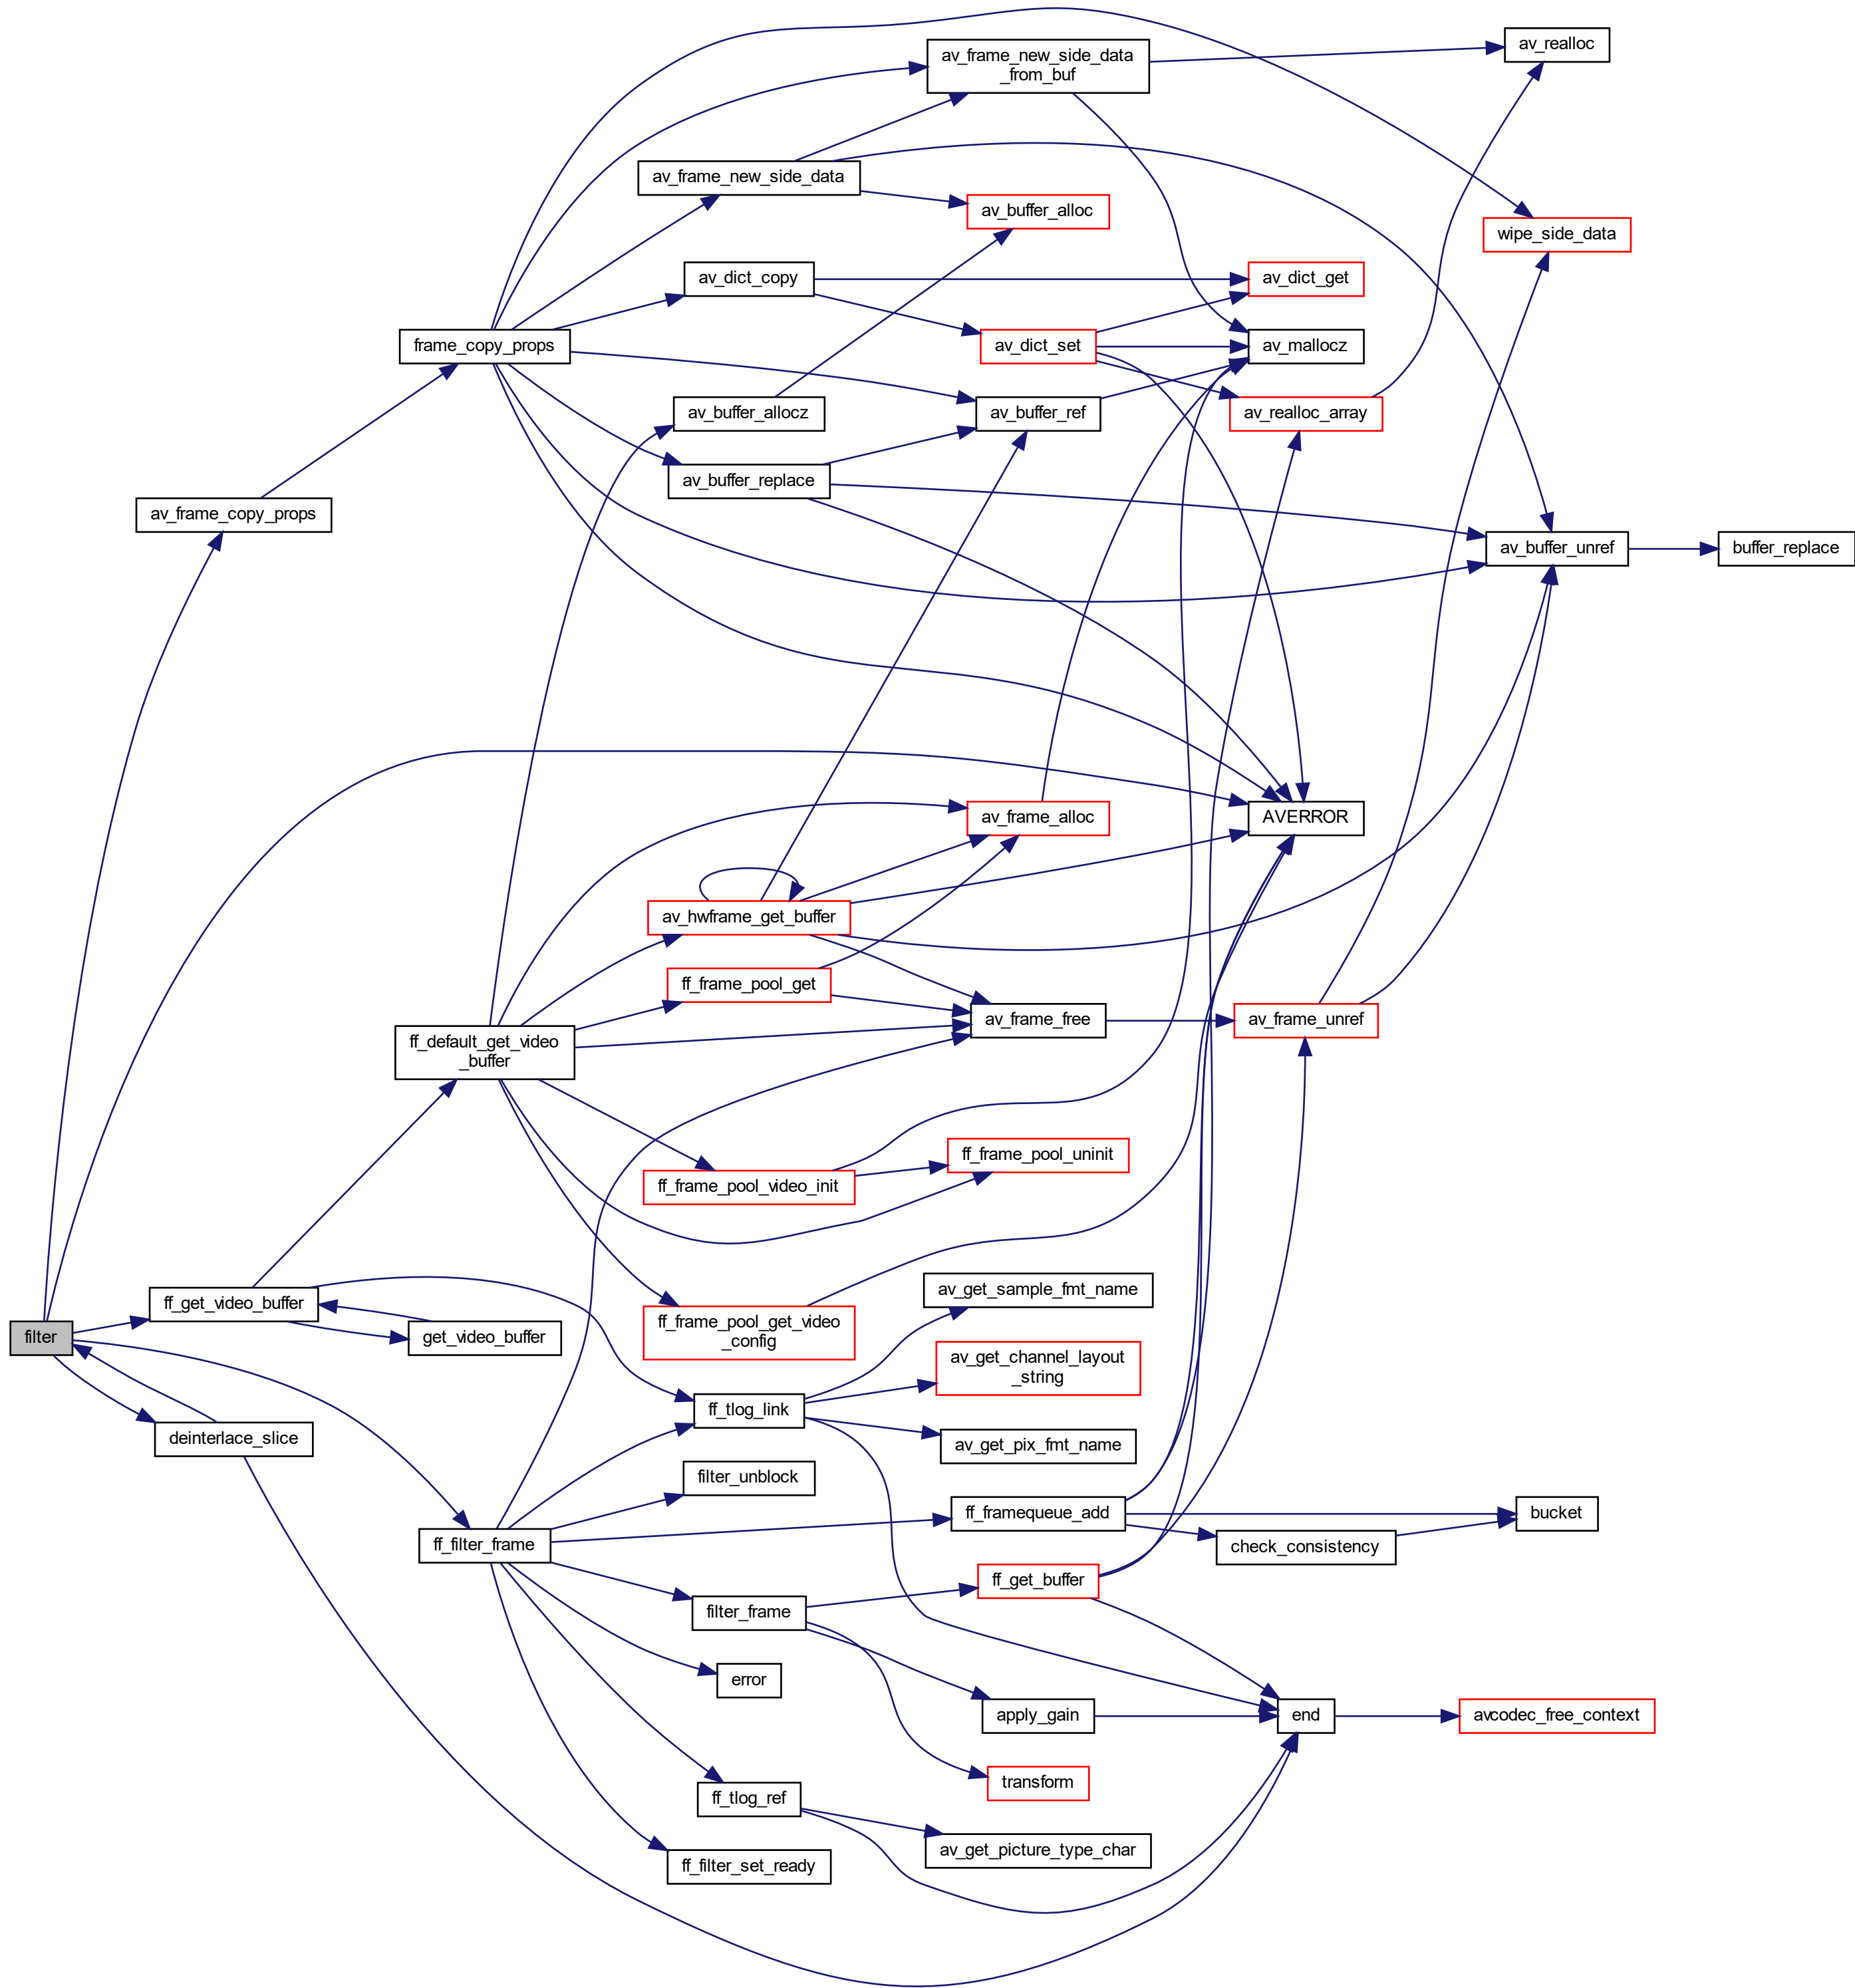 av_realloc
av_frame_new_side_data
_from_buf
av_frame_new_side_data
av_buffer_alloc
wipe_side_data
av_dict_copy
av_dict_get
frame_copy_props
av_dict_set
av_mallocz
av_buffer_allocz
av_buffer_ref
av_realloc_array
av_buffer_replace
av_frame_copy_props
av_buffer_unref
buffer_replace
av_frame_alloc
AVERROR
av_hwframe_get_buffer
ff_frame_pool_get
av_frame_free
av_frame_unref
ff_default_get_video
_buffer
ff_frame_pool_uninit
ff_frame_pool_video_init
av_get_sample_fmt_name
ff_get_video_buffer
filter
get_video_buffer
ff_frame_pool_get_video
_config
av_get_channel_layout
_string
ff_tlog_link
deinterlace_slice
av_get_pix_fmt_name
filter_unblock
ff_framequeue_add
bucket
ff_filter_frame
check_consistency
ff_get_buffer
filter_frame
error
apply_gain
end
avcodec_free_context
transform
ff_tlog_ref
av_get_picture_type_char
ff_filter_set_ready